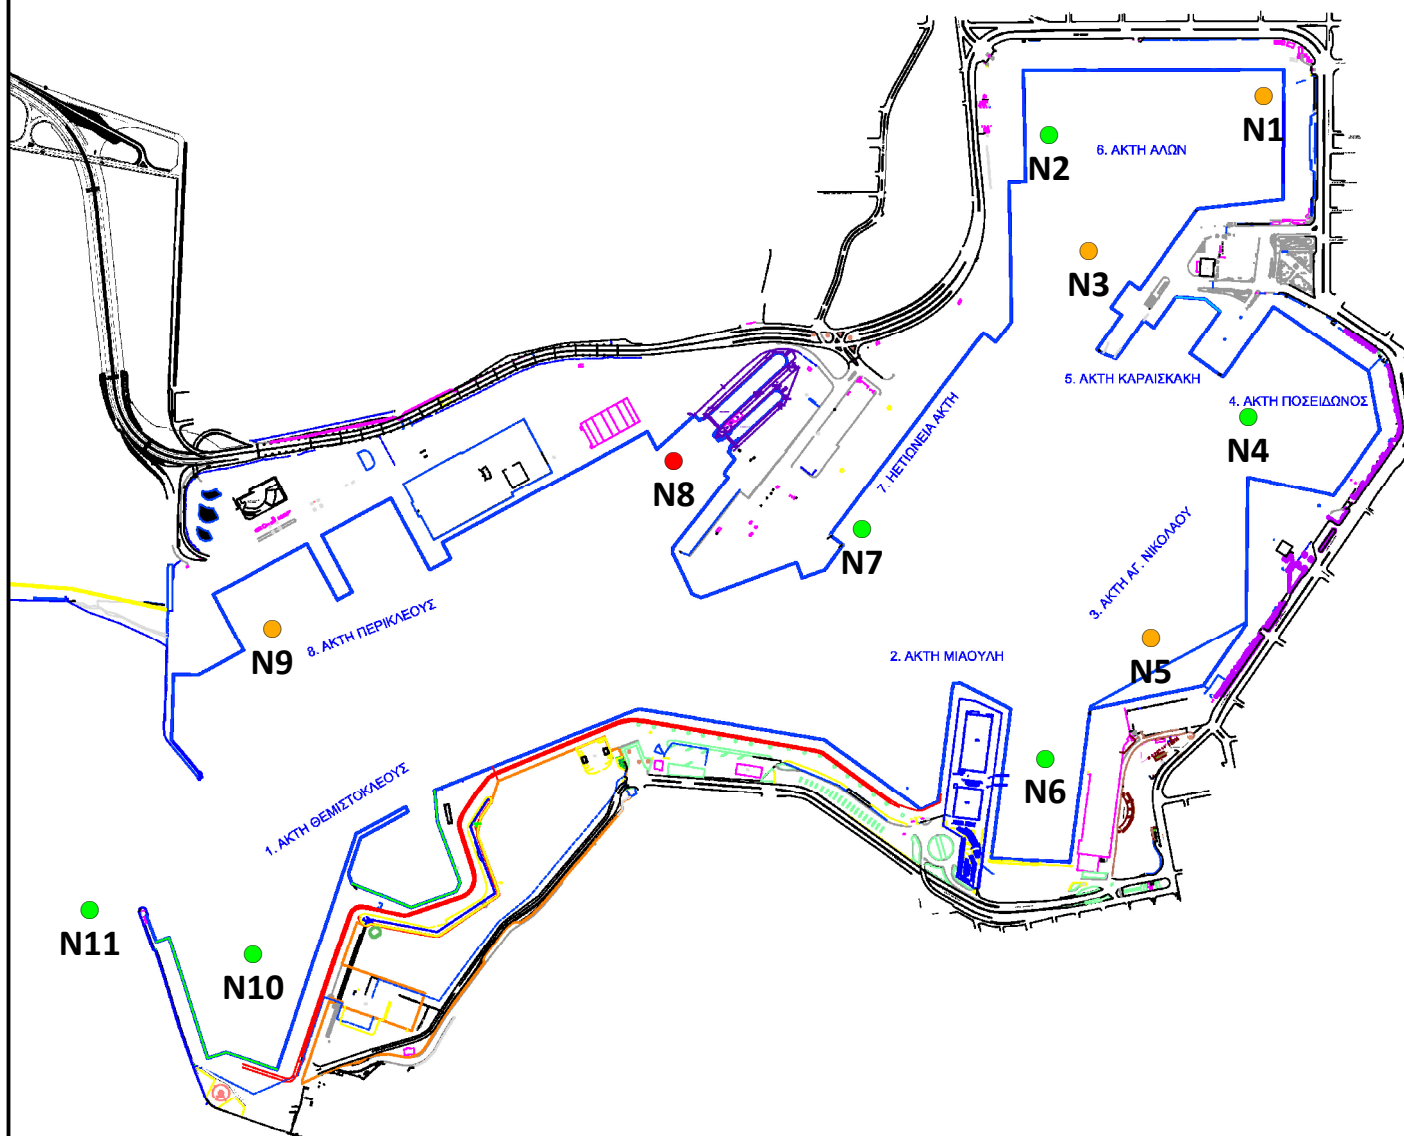 N1
N2
6. ΑΚΤΗ ΑΛΩΝ
N3
5. ΑΚΤΗ ΚΑΡΑΙΣΚΑΚΗ
4. ΑΚΤΗ ΠΟΣΕΙΔΩΝΟΣ
N4
7. ΗΕΤΙΩΝΕΙΑ ΑΚΤΗ
N8
N7
3. ΑΚΤΗ ΑΓ. ΝΙΚΟΛΑΟΥ
8. ΑΚΤΗ ΠΕΡΙΚΛΕΟΥΣ
N9
2. ΑΚΤΗ ΜΙΑΟΥΛΗ
N5
N6
1. ΑΚΤΗ ΘΕΜΙΣΤΟΚΛΕΟΥΣ
N11
N10